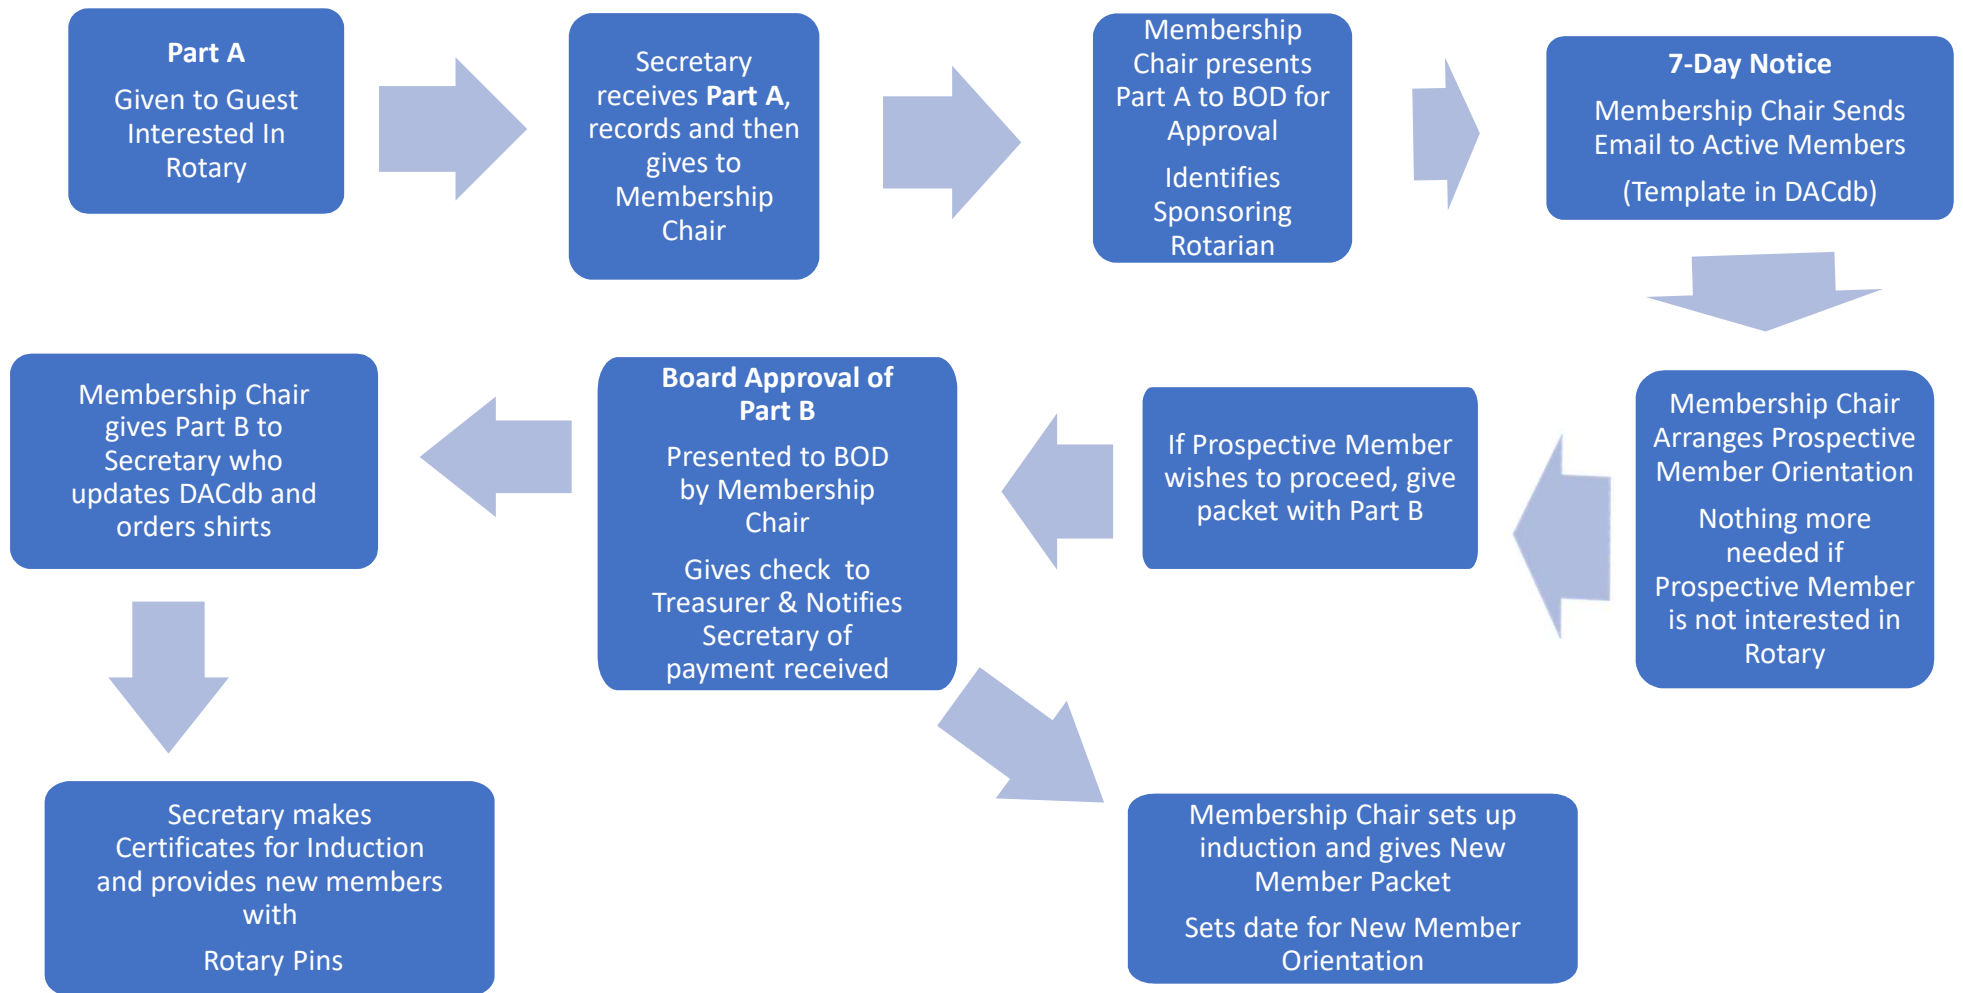 Part A
Given to Guest
Interested In
Rotary
Secretary
receives Part A,
records and then
gives to
Membership
Chair
Membership
Chair presents
Part A to BOD for
Approval
Identifies
Sponsoring
Rotarian
7-Day Notice
Membership Chair Sends
Email to Active Members
(Template in DACdb)
Membership Chair
Arranges Prospective
Member Orientation
Nothing more
needed if
Prospective Member
is not interested in
Rotary
If Prospective Member
wishes to proceed, give
packet with Part B
Board Approval of
Part B
Presented to BOD
by Membership
Chair
Gives check  to
Treasurer & Notifies
Secretary of
payment received
Membership Chair
gives Part B to
Secretary who
updates DACdb and
orders shirts
Secretary makes
Certificates for Induction
and provides new members
with
Rotary Pins
Membership Chair sets up
induction and gives New
Member Packet
Sets date for New Member
Orientation